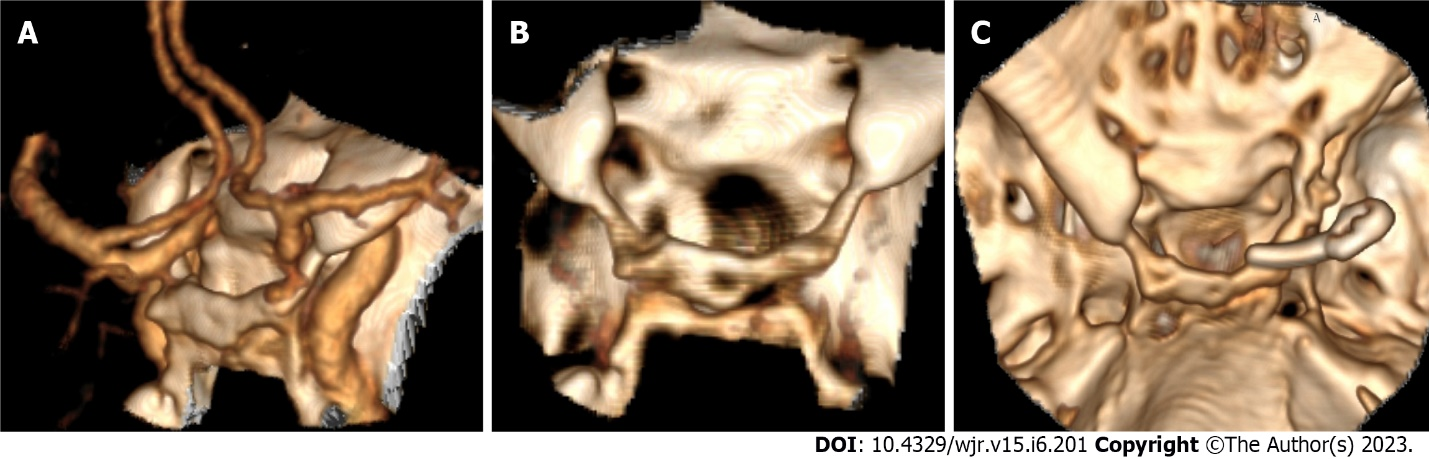 A
B
C
A
DOI: 10.4329/wjr.v15.i6.201 Copyright ©The Author(s) 2023.